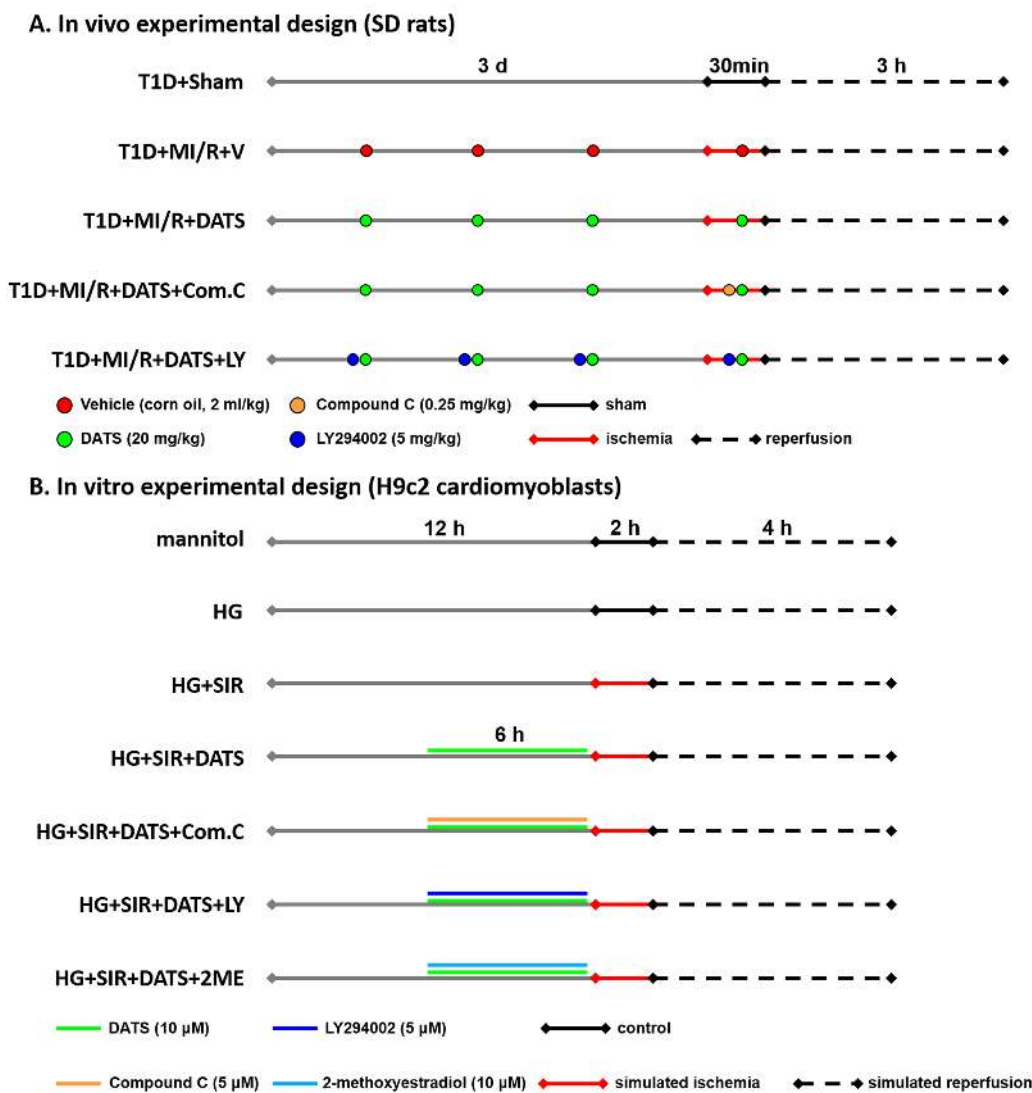 A. In vivo experimental design (SD rats)
3 d 30min 3 h
T1D+Sham
T1D+MI/R+V
T1D+MI/R+DATS
T1D+MI/R+DATS+Com.C
T1D+MI/R+DATS+LY
Vehicle (corn oil, 2 ml/kg) Compound C (0.25 mg/kg) sham
DATS (20 mg/kg) LY294002 (5 mg/kg) ischemia reperfusion
B. In vitro experimental design (H9c2 cardiomyoblasts)
12 h 2 h 4 h
mannitol
HG
HG+SIR
6 h
HG+SIR+DATS
HG+SIR+DATS+Com.C
HG+SIR+DATS+LY
HG+SIR+DATS+2ME
DATS (10 μM) LY294002 (5 μM) control
Compound C (5 μM) 2-methoxyestradiol (10 μM) simulated ischemia simulated reperfusion